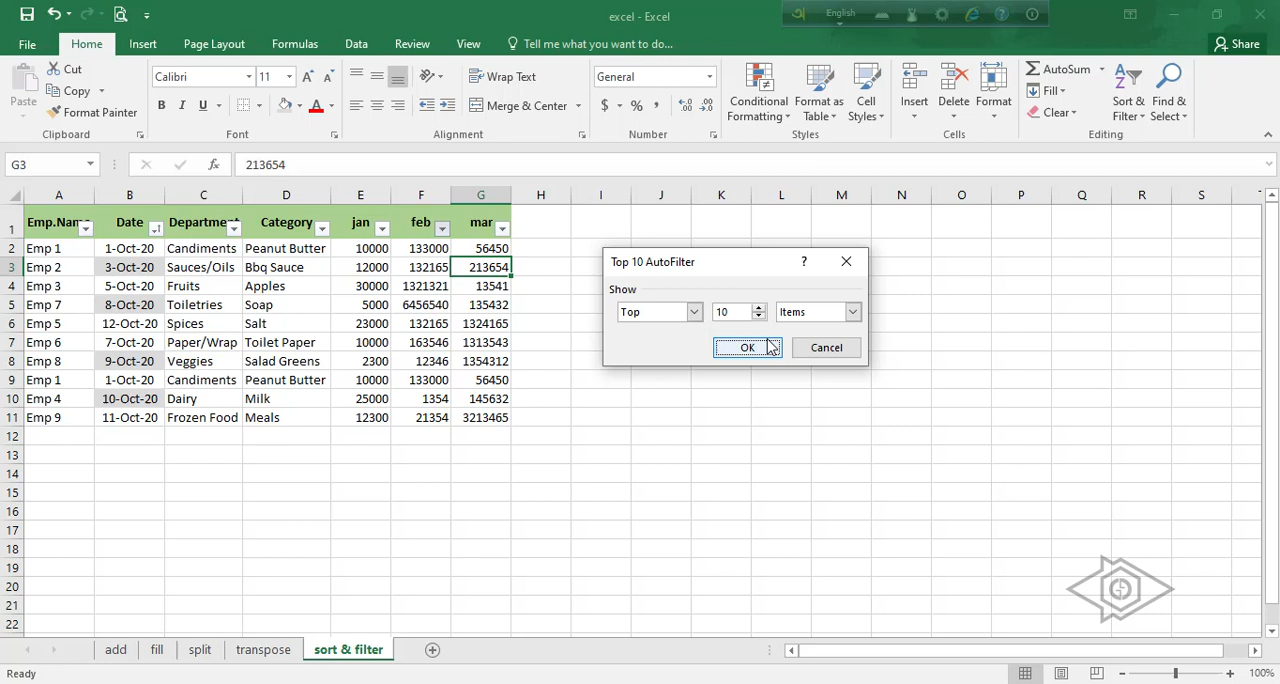 excel - Excel
English
File Home Insert Page Layout Formulas Data Review View Tell me what you want to do... Share
Paste Cut Copy Format Painter
Clipboard
Calibri 11
B I U A
Font
Wrap Text
Merge & Center
Alignment
General
$ % ,
Number
Conditional Formatting Format as Table Cell Styles
Styles
Insert Delete Format
Cells
AutoSum
Fill
Clear
Sort & Filter Find & Select
Editing
G3 fx 213654
A B C D E F G H I J K L M N O P Q R S
1 Emp.Name Date Department Category jan feb mar
2 Emp 1 1-Oct-20 Candiments Peanut Butter 10000 133000 56450
3 Emp 2 3-Oct-20 Sauces/Oils Bbq Sauce 12000 132165 213654
4 Emp 3 5-Oct-20 Fruits Apples 30000 1321321 13541
5 Emp 7 8-Oct-20 Toiletries Soap 5000 6456540 135432
6 Emp 5 12-Oct-20 Spices Salt 23000 132165 1324165
7 Emp 6 7-Oct-20 Paper/Wrap Toilet Paper 10000 163546 1313543
8 Emp 8 9-Oct-20 Veggies Salad Greens 2300 12346 1354312
9 Emp 1 1-Oct-20 Candiments Peanut Butter 10000 133000 56450
10 Emp 4 10-Oct-20 Dairy Milk 25000 1354 145632
11 Emp 9 11-Oct-20 Frozen Food Meals 12300 21354 3213465
12
13
14
15
16
17
18
19
20
21
22
Top 10 AutoFilter ?
Show
Top 10 Items
OK Cancel
add fill split transpose sort & filter
Ready 100%